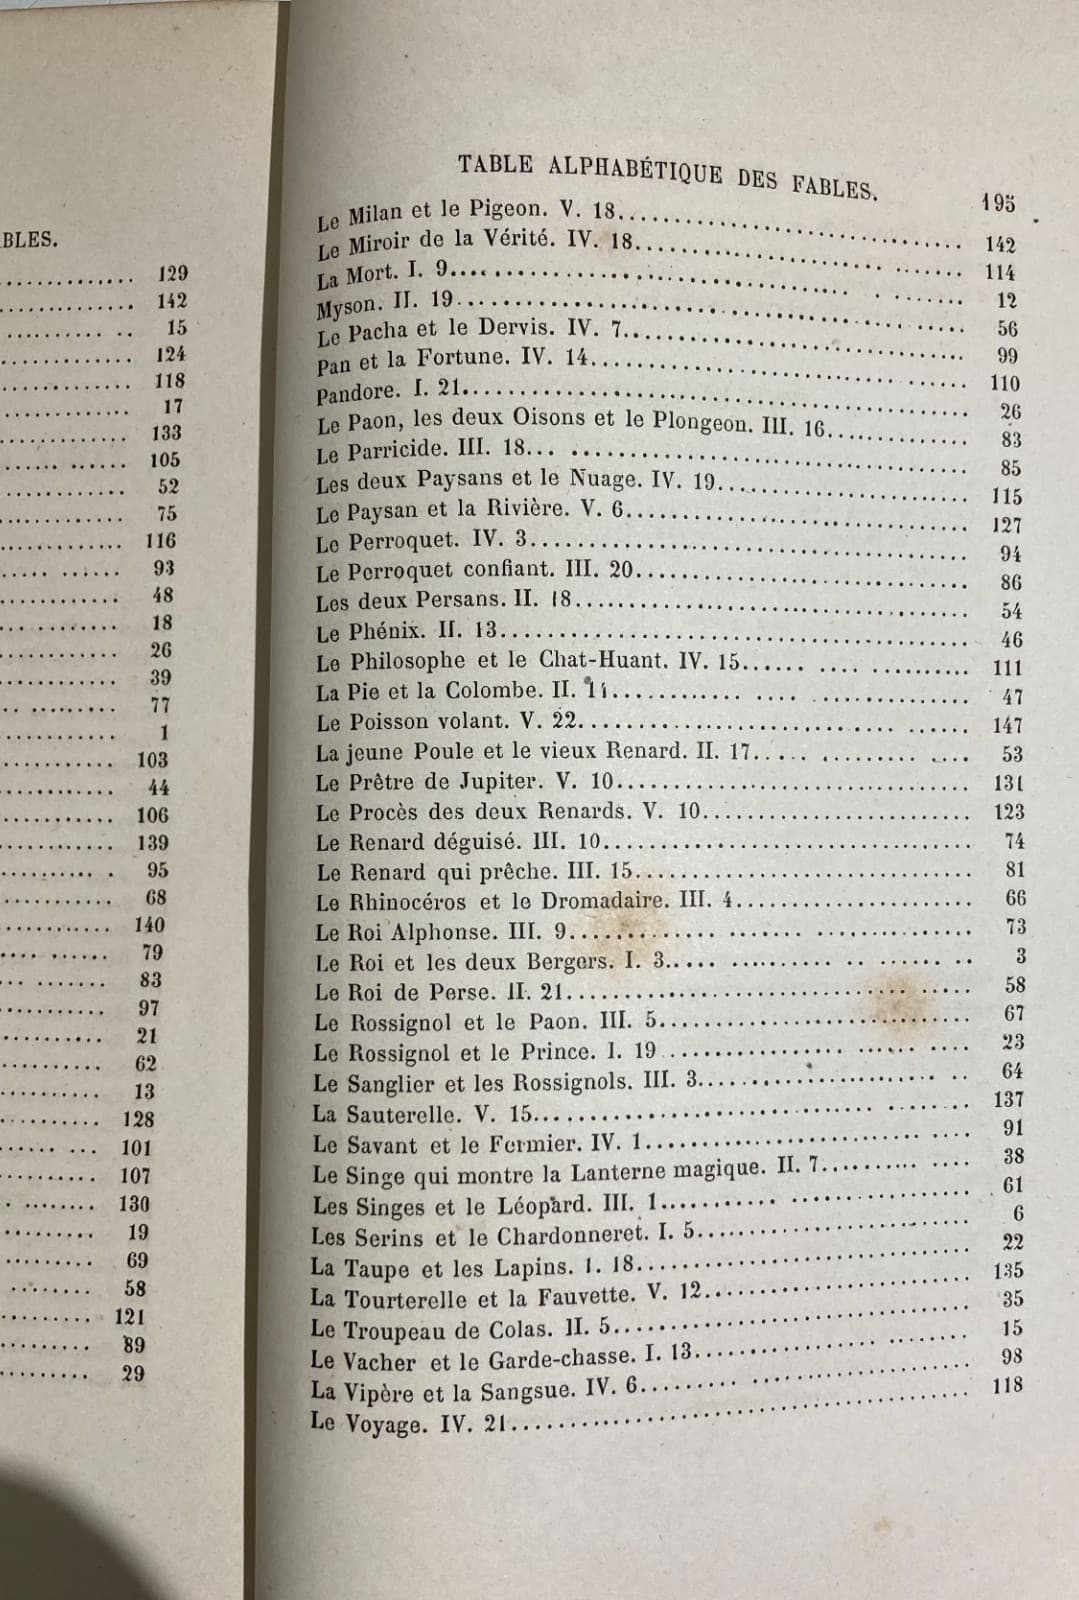 BLES.
129
142
15
124
118
17
133
105
52
75
116
93
48
18
26
39
77
1
103
44
106
139
95
68
140
79
83
97
21
62
13
128
101
107
130
19
69
58
121
89
29
TABLE ALPHABÉTIQUE DES FABLES. 195
Le Milan et le Pigeon. V. 18. 142
Le Miroir de la Vérité. IV. 18. 114
La Mort. I. 9. 12
Myson. II. 19. 56
Le Pacha et le Dervis. IV. 7. 99
Pan et la Fortune. IV. 14. 110
Pandore. I. 21. 26
Le Paon, les deux Oisons et le Plongeon. III. 16. 83
Le Parricide. III. 18. 85
Les deux Paysans et le Nuage. IV. 19. 115
Le Paysan et la Rivière. V. 6. 127
Le Perroquet. IV. 3. 94
Le Perroquet confiant. III. 20. 86
Les deux Persans. II. 18. 54
Le Phénix. II. 13. 46
Le Philosophe et le Chat-Huant. IV. 15. 111
La Pie et la Colombe. II. 14. 47
Le Poisson volant. V. 22. 147
La jeune Poule et le vieux Renard. II. 17. 53
Le Prêtre de Jupiter. V. 10. 131
Le Procès des deux Renards. V. 10. 123
Le Renard déguisé. III. 10. 74
Le Renard qui prêche. III. 15. 81
Le Rhinocéros et le Dromadaire. III. 4. 66
Le Roi Alphonse. III. 9. 73
Le Roi et les deux Bergers. I. 3. 3
Le Roi de Perse. II. 21. 58
Le Rossignol et le Paon. III. 5. 67
Le Rossignol et le Prince. I. 19 23
Le Sanglier et les Rossignols. III. 3. 64
La Sauterelle. V. 15. 137
Le Savant et le Fermier. IV. 1. 91
Le Singe qui montre la Lanterne magique. II. 7. 38
Les Singes et le Léopard. III. 1. 61
Les Serins et le Chardonneret. I. 5. 6
La Taupe et les Lapins. I. 18. 22
La Tourterelle et la Fauvette. V. 12. 135
Le Troupeau de Colas. II. 5. 35
Le Vacher et le Garde-chasse. I. 13. 15
La Vipère et la Sangsue. IV. 6. 98
Le Voyage. IV. 21. 118